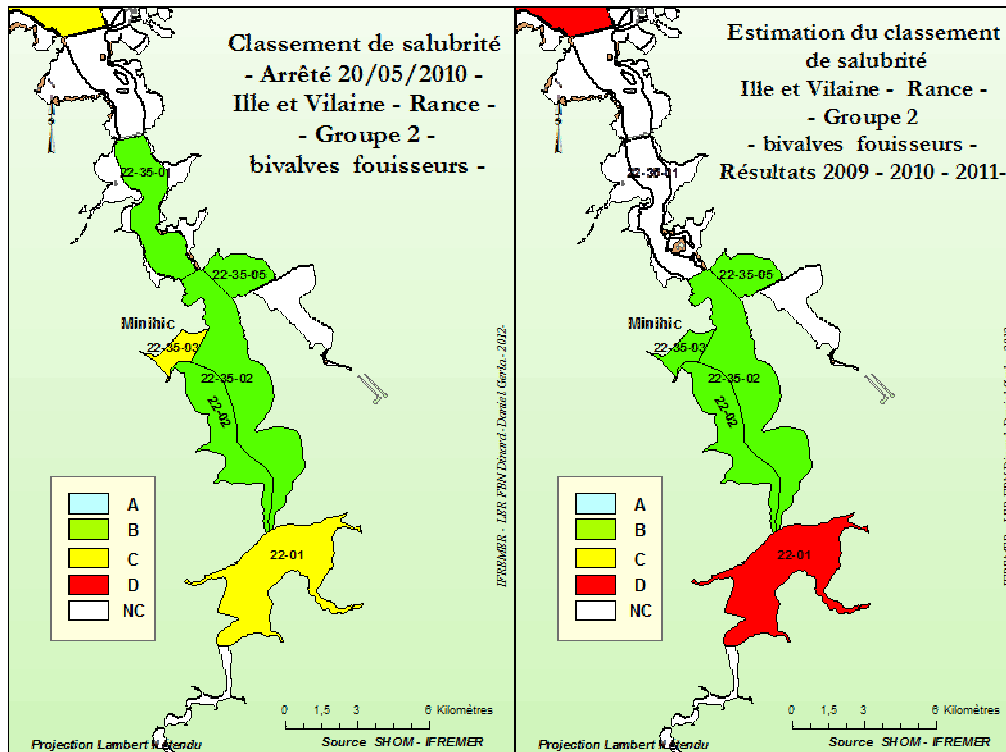 Classement de salubrité
- Arrêté 20/05/2010 -
Ille et Vilaine - Rance -
- Groupe 2 -
bivalves fouisseurs -
22-35-01
22-35-05
Minihic
22-35-03
22-35-02
22-02
22-01
A
B
C
D
NC
IFREMER - LER FBN Dinard - Daniel Gerla - 2012-
0 1,5 3 6 Kilomètres
Projection Lambert II étendu
Source SHOM - IFREMER
Estimation du classement
de salubrité
Ille et Vilaine - Rance -
- Groupe 2
- bivalves fouisseurs -
Résultats 2009 - 2010 - 2011-
22-35-01
22-35-05
Minihic
22-35-03
22-35-02
22-02
22-01
A
B
C
D
NC
0 1,5 3 6 Kilomètres
Projection Lambert II étendu
Source SHOM - IFREMER